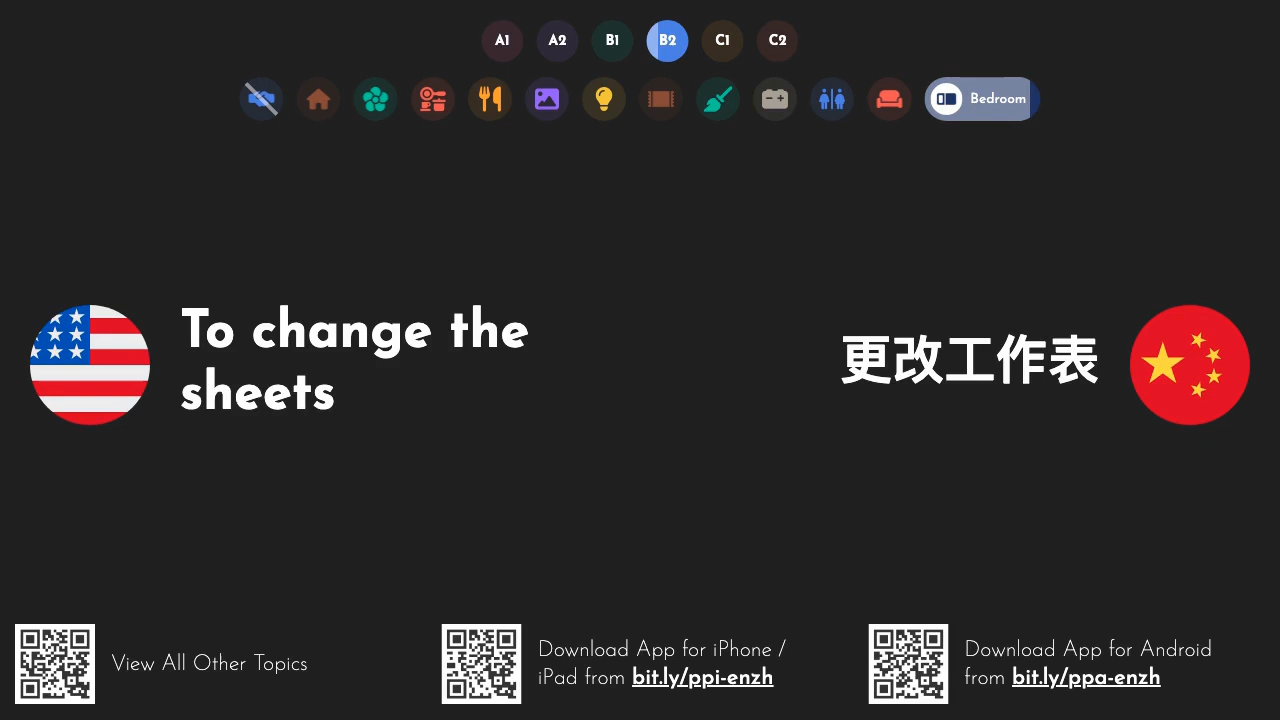 A1 A2 B1 B2 C1 C2
Bedroom
To change the
sheets
更改工作表
View All Other Topics
Download App for iPhone /
iPad from bit.ly/ppi-enzh
Download App for Android
from bit.ly/ppa-enzh